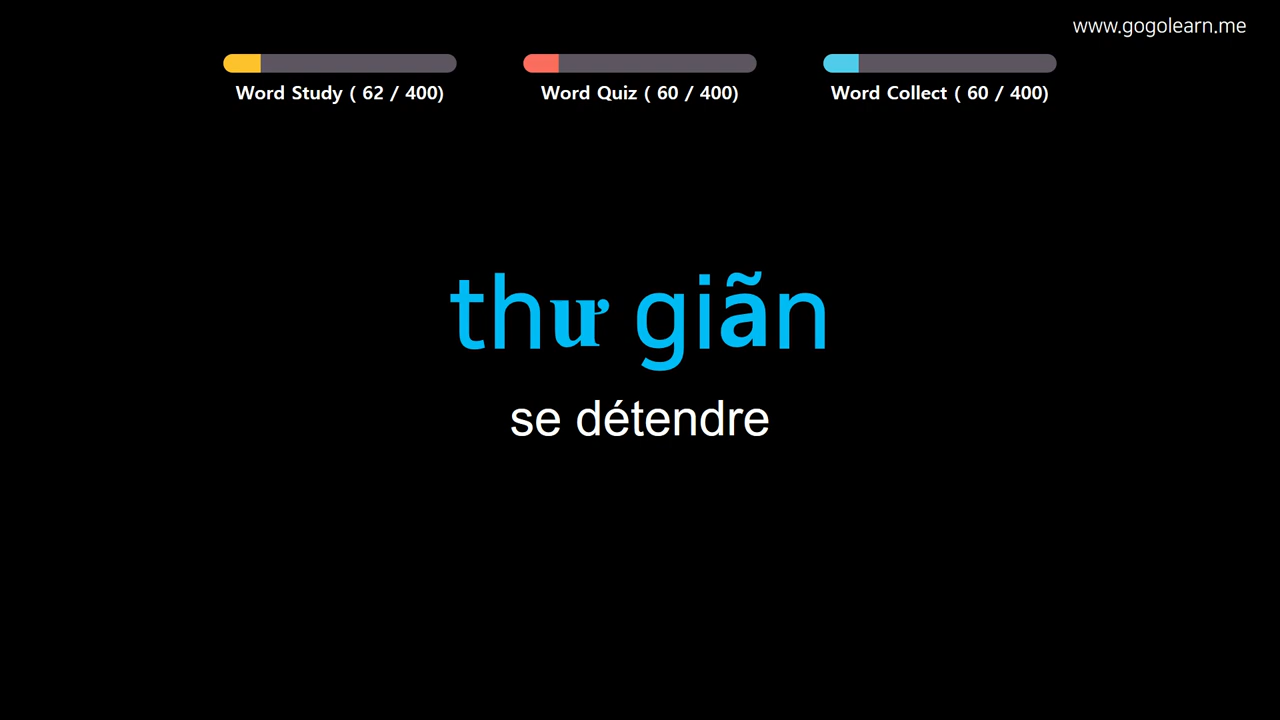 www.gogolearn.me
Word Study ( 62 / 400)
Word Quiz ( 60 / 400)
Word Collect ( 60 / 400)
thư giãn
se détendre